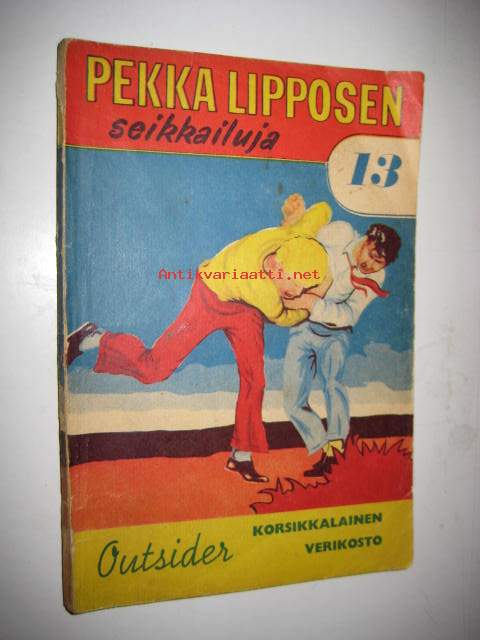 PEKKA LIPPOSEN
seikkailuja
13
Antikvariaatti.net
Outsider
KORSIKKALAINEN
VERIKOSTO